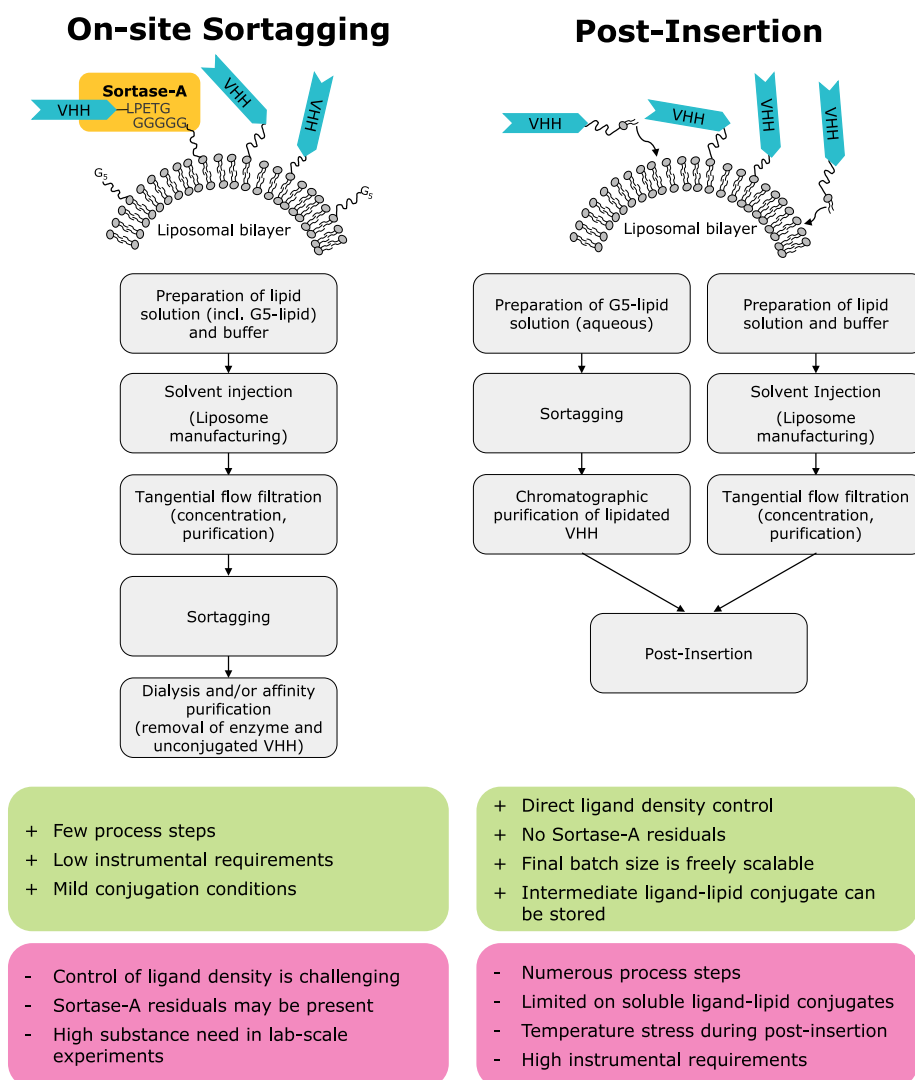 On-site Sortagging
Sortase-A
VHH
LPETG
GGGGG
VHH
VHH
G5
G5
Liposomal bilayer
Preparation of lipid
solution (incl. G5-lipid)
and buffer
Solvent injection
(Liposome
manufacturing)
Tangential flow filtration
(concentration,
purification)
Sortagging
Dialysis and/or affinity
purification
(removal of enzyme and
unconjugated VHH)
+ Few process steps
+ Low instrumental requirements
+ Mild conjugation conditions
- Control of ligand density is challenging
- Sortase-A residuals may be present
- High substance need in lab-scale
experiments
Post-Insertion
VHH
VHH
VHH
VHH
Liposomal bilayer
Preparation of G5-lipid
solution (aqueous)
Sortagging
Chromatographic
purification of lipidated
VHH
Preparation of lipid
solution and buffer
Solvent Injection
(Liposome
manufacturing)
Tangential flow filtration
(concentration,
purification)
Post-Insertion
+ Direct ligand density control
+ No Sortase-A residuals
+ Final batch size is freely scalable
+ Intermediate ligand-lipid conjugate can
be stored
- Numerous process steps
- Limited on soluble ligand-lipid conjugates
- Temperature stress during post-insertion
- High instrumental requirements